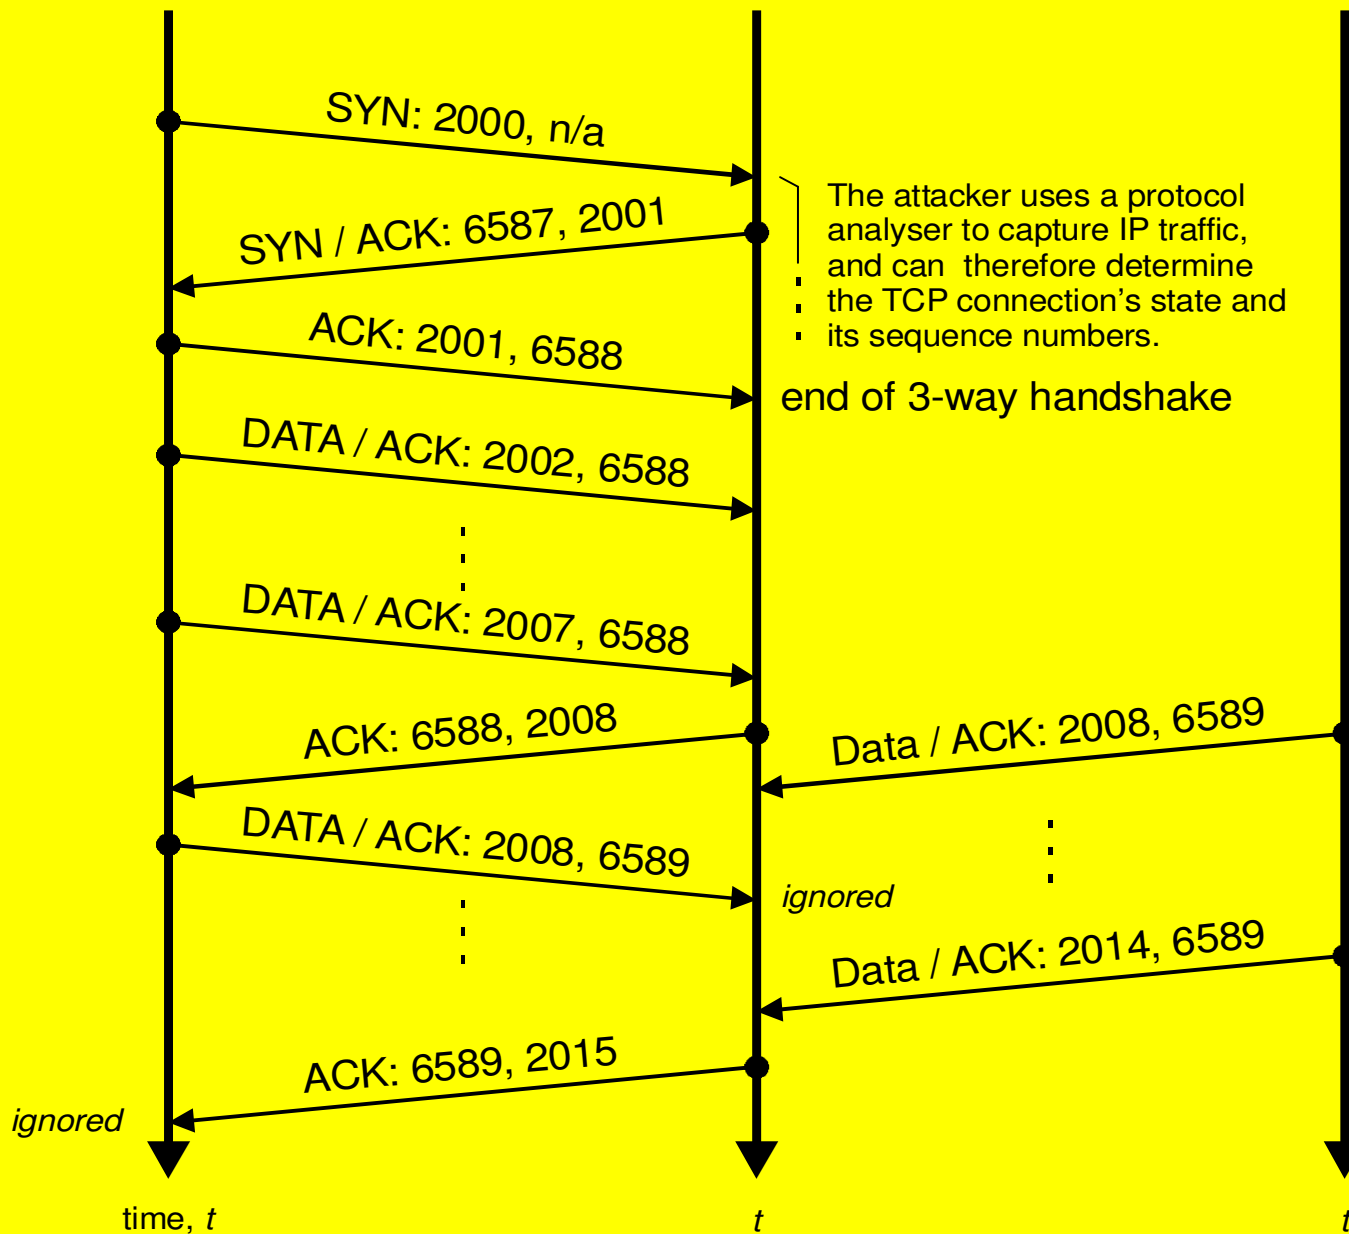 SYN: 2000, n/a
SYN / ACK: 6587, 2001
The attacker uses a protocol
analyser to capture IP traffic,
and can therefore determine
the TCP connection’s state and
its sequence numbers.
ACK: 2001, 6588
end of 3-way handshake
DATA / ACK: 2002, 6588
DATA / ACK: 2007, 6588
ACK: 6588, 2008
Data / ACK: 2008, 6589
DATA / ACK: 2008, 6589
ignored
Data / ACK: 2014, 6589
ACK: 6589, 2015
ignored
time, t
t
t